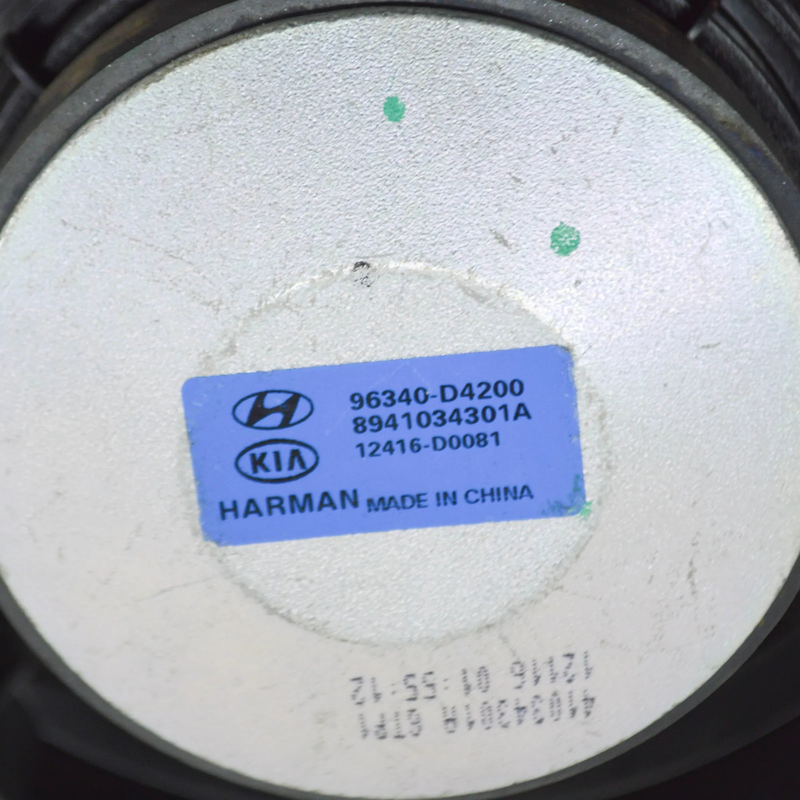 96340-D4200
8941034301A
KIA
12416-D0081
HARMAN MADE IN CHINA